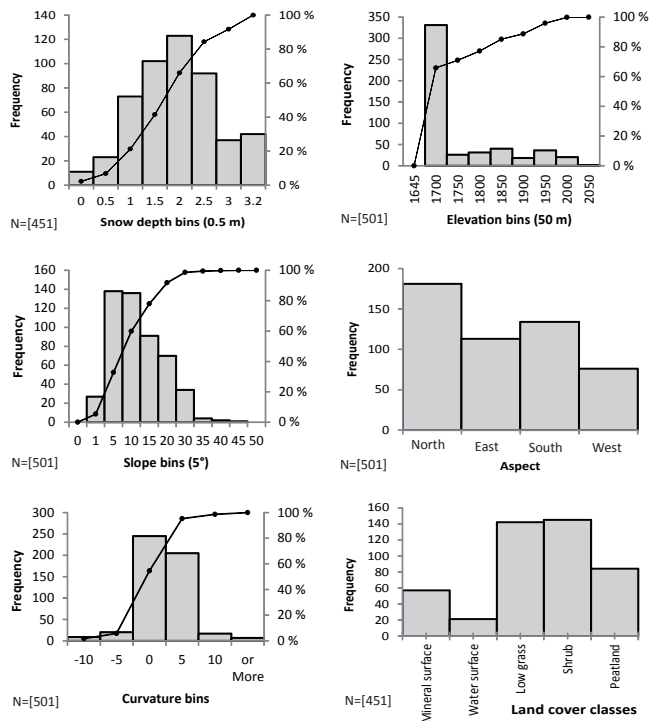 140
120
100
80
60
40
20
0
Frequency
100 %
80 %
60 %
40 %
20 %
0 %
0 0.5 1 1.5 2 2.5 3 3.2
N=[451]
Snow depth bins (0.5 m)
350
300
250
200
150
100
50
0
Frequency
100 %
80 %
60 %
40 %
20 %
0 %
1645 1700 1750 1800 1850 1900 1950 2000 2050
N=[501]
Elevation bins (50 m)
160
140
120
100
80
60
40
20
0
Frequency
100 %
80 %
60 %
40 %
20 %
0 %
0 1 5 10 15 20 30 35 40 45 50
N=[501]
Slope bins (5°)
200
150
100
50
0
Frequency
North East South West
N=[501]
Aspect
300
250
200
150
100
50
0
Frequency
100 %
80 %
60 %
40 %
20 %
0 %
-10 -5 0 5 10 or
More
N=[501]
Curvature bins
160
140
120
100
80
60
40
20
0
Frequency
Mineral surface
Water surface
Low grass
Shrub
Peatland
N=[451]
Land cover classes